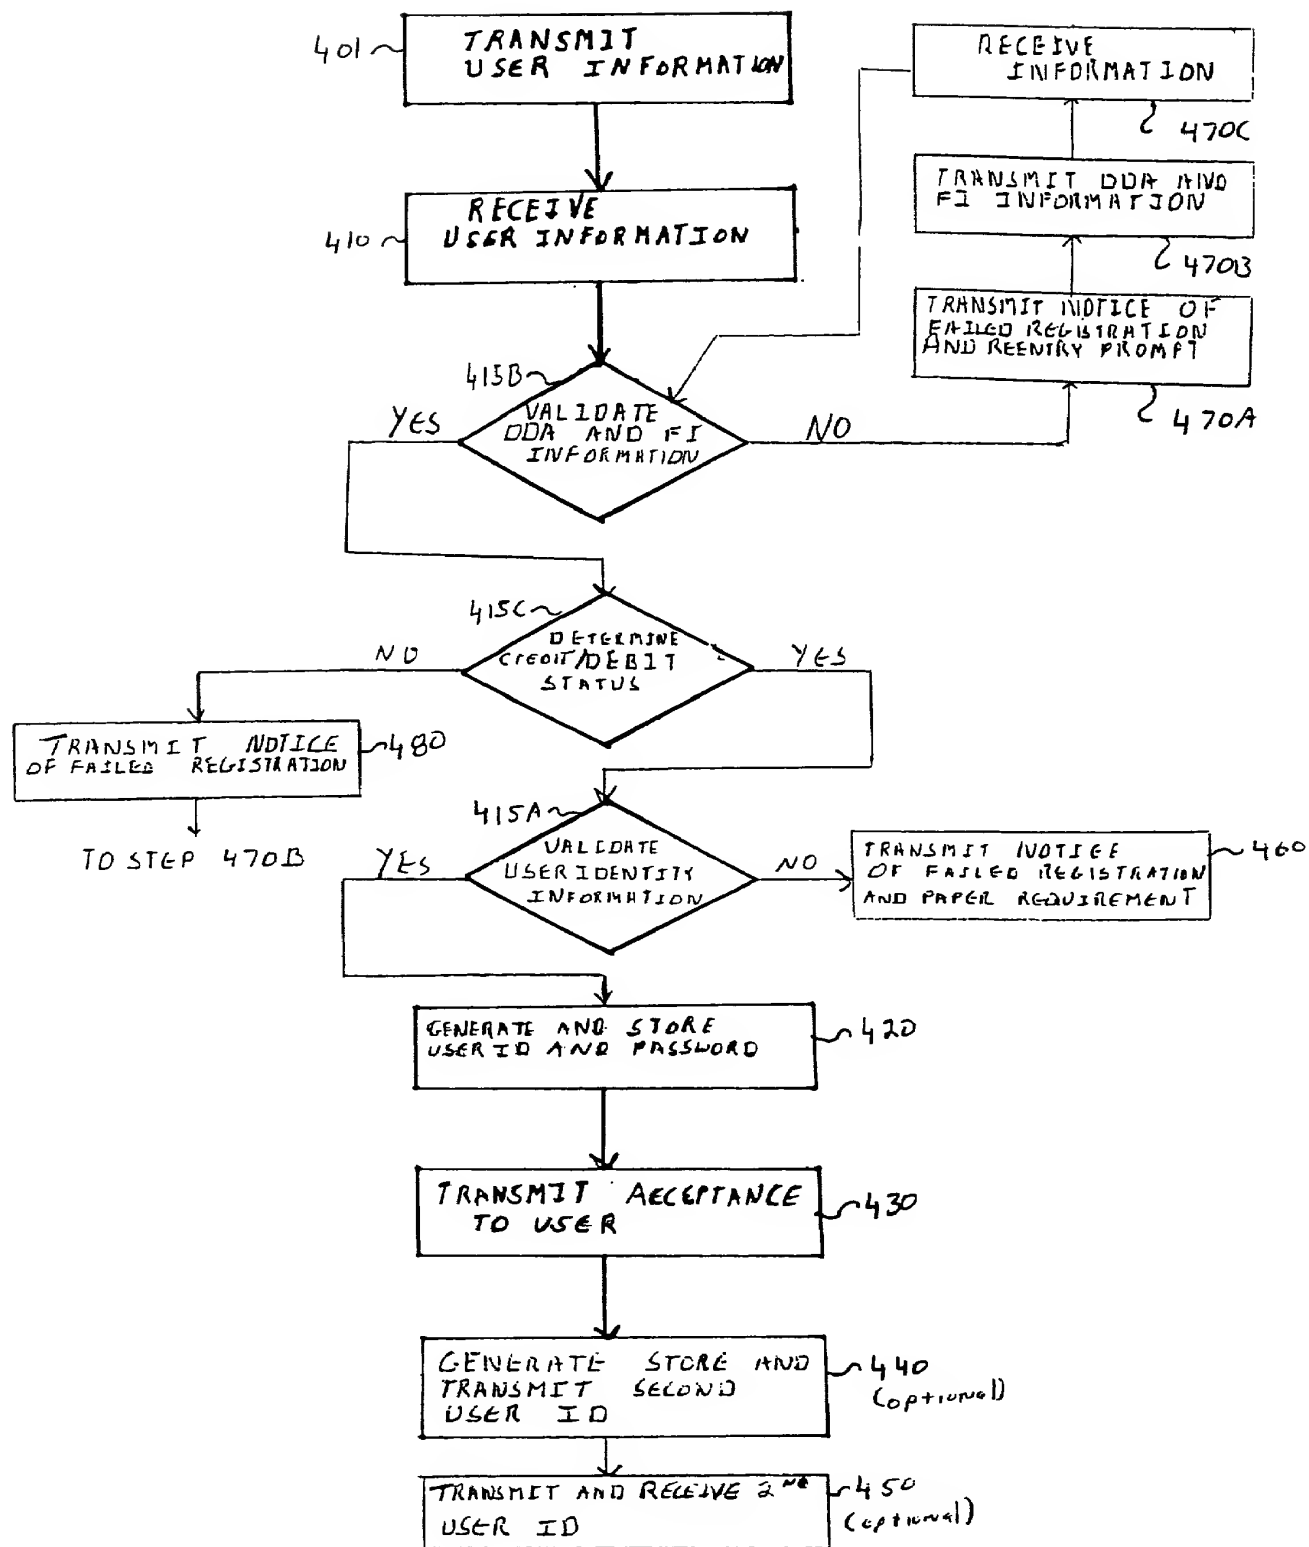 401
TRANSMIT
USER INFORMATION
RECEIVE
INFORMATION
470C
TRANSMIT DDA AND
FI INFORMATION
470B
410
RECEIVE
USER INFORMATION
TRANSMIT NOTICE OF
FAILED REGISTRATION
AND REENTRY PROMPT
470A
415B
YES
VALIDATE
DDA AND FI
INFORMATION
NO
415C
NO
DETERMINE
CREDIT/DEBIT
STATUS
YES
TRANSMIT NOTICE
OF FAILED REGISTRATION
480
TO STEP 470B
415A
YES
VALIDATE
USER IDENTITY
INFORMATION
NO
TRANSMIT NOTICE
OF FAILED REGISTRATION
AND PAPER REQUIREMENT
460
GENERATE AND STORE
USER ID AND PASSWORD
420
TRANSMIT ACCEPTANCE
TO USER
430
GENERATE STORE AND
TRANSMIT SECOND
USER ID
440
(optional)
TRANSMIT AND RECEIVE 2ND
USER ID
450
(optional)